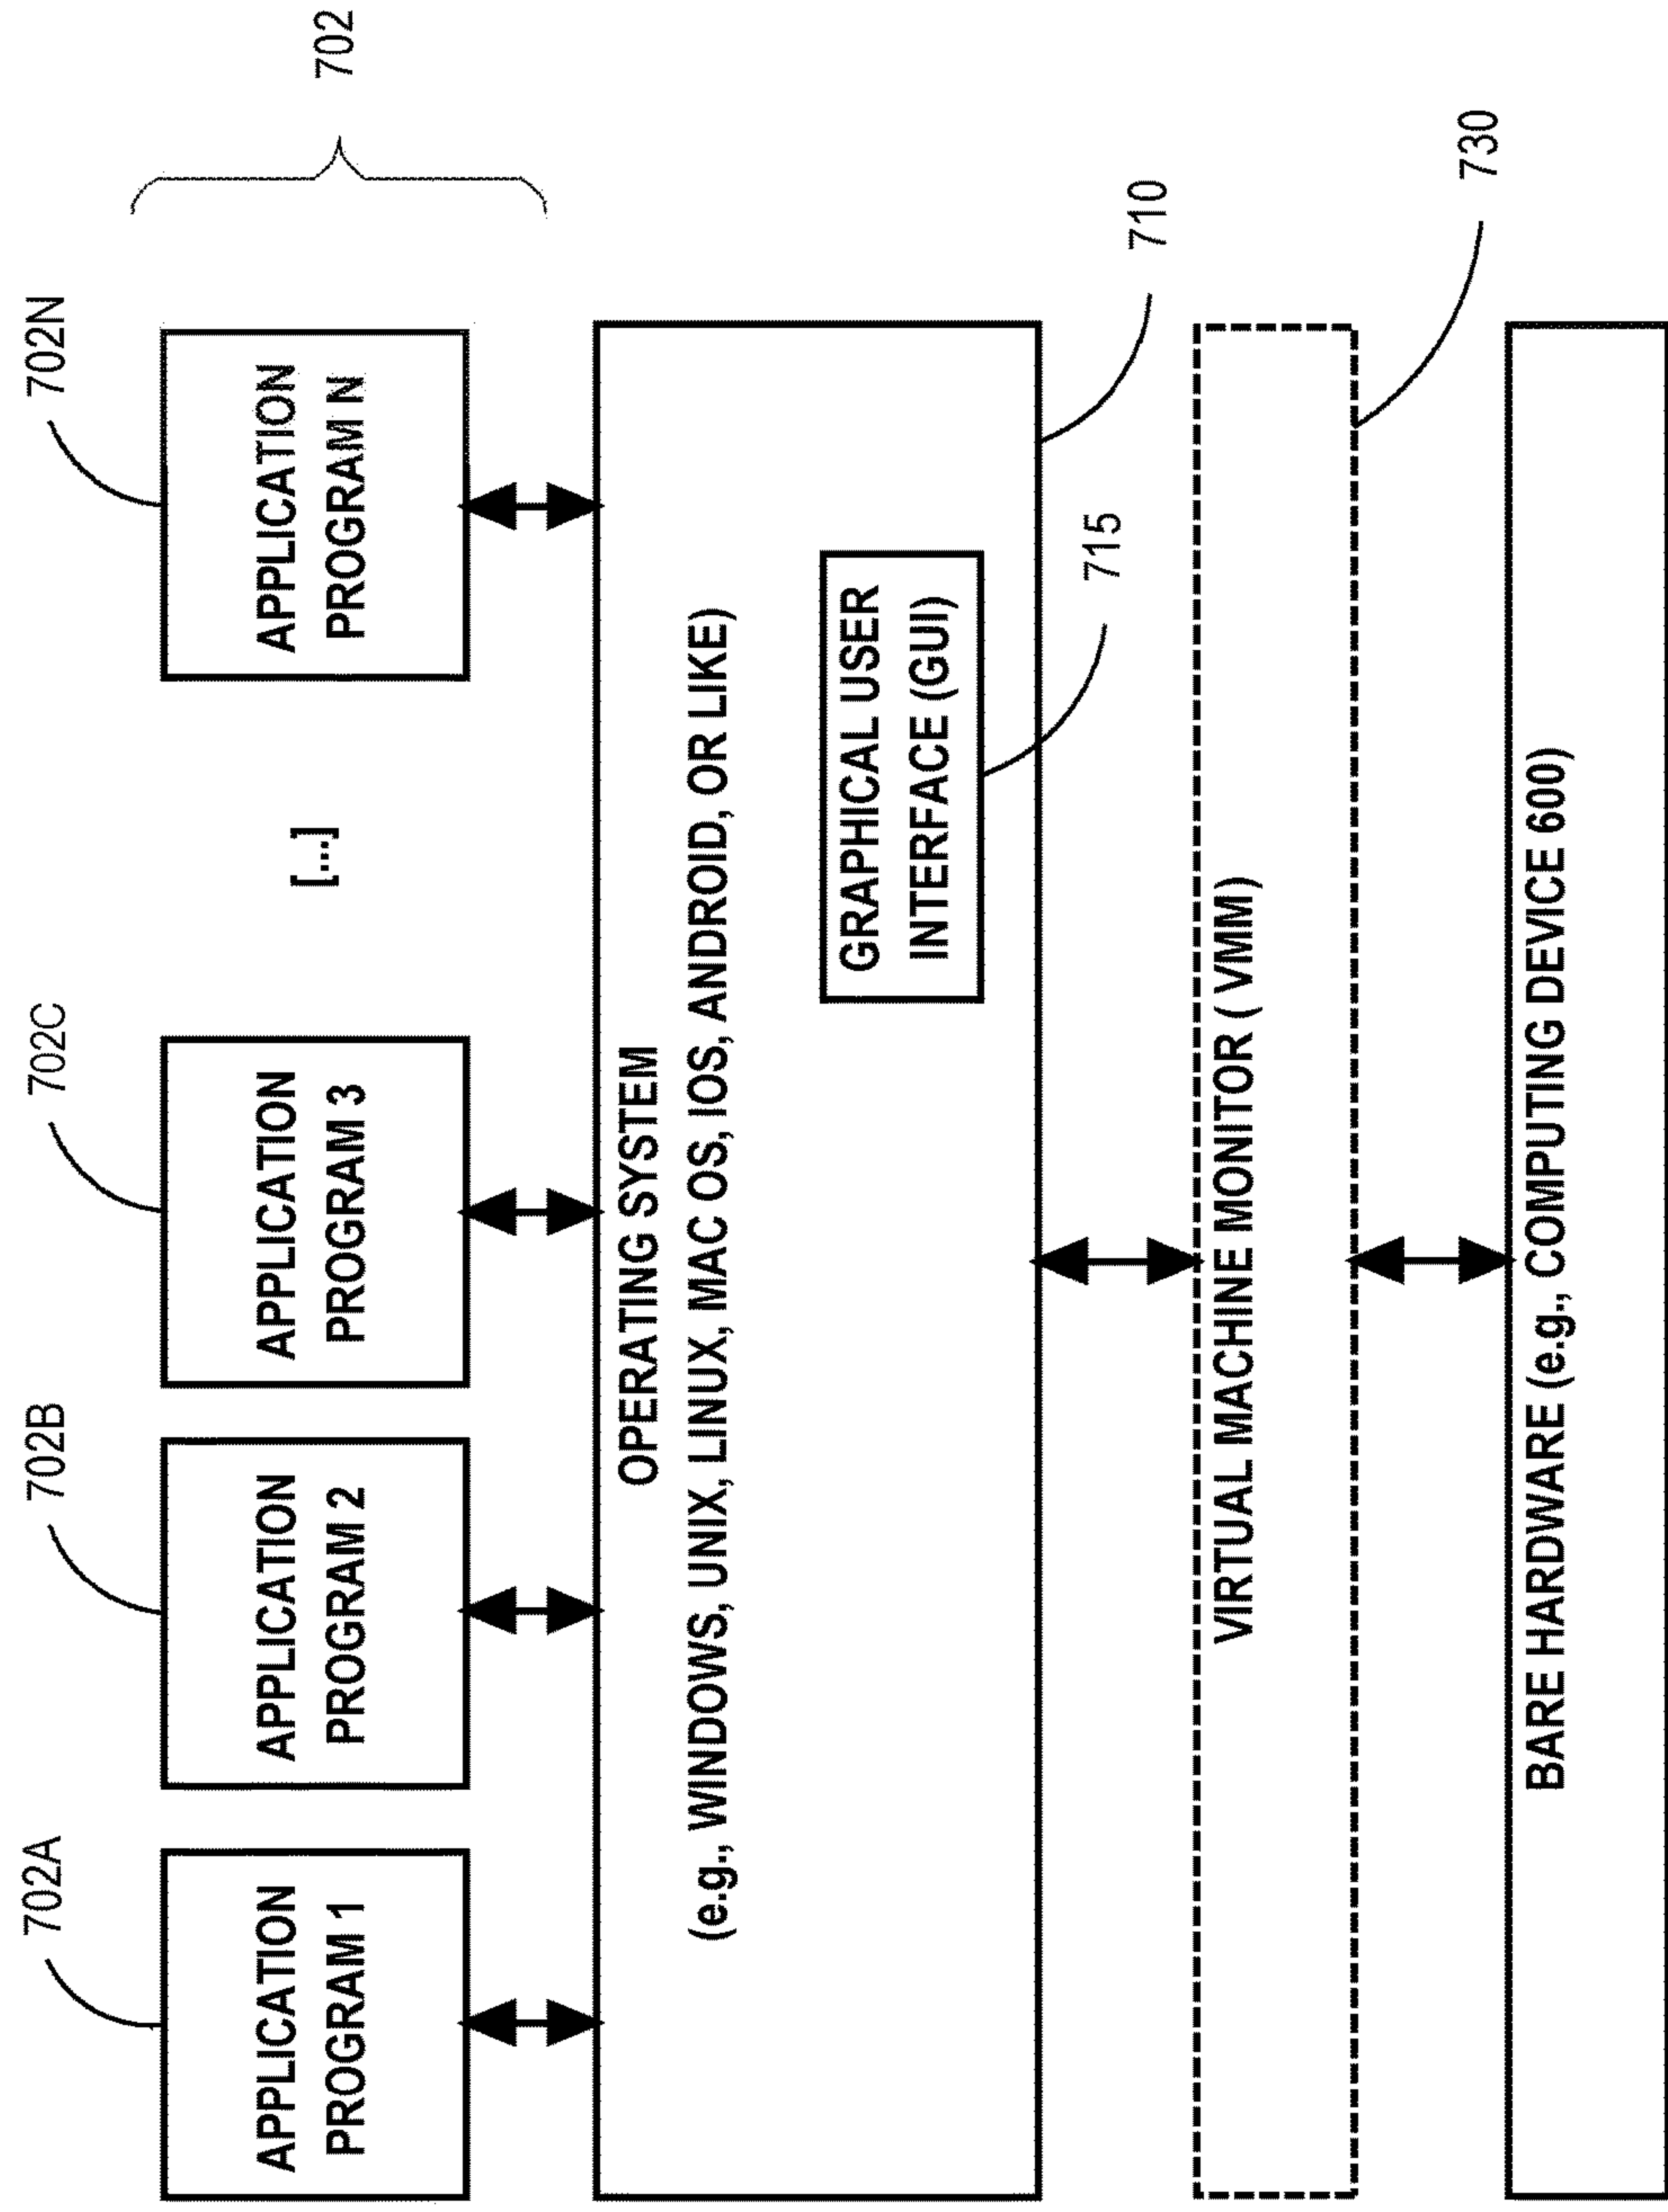 702A
702B
702C
702N
702
APPLICATION
PROGRAM 1
APPLICATION
PROGRAM 2
APPLICATION
PROGRAM 3
[...]
APPLICATION
PROGRAM N
OPERATING SYSTEM
(e.g., WINDOWS, UNIX, LINUX, MAC OS, IOS, ANDROID, OR LIKE)
GRAPHICAL USER
INTERFACE (GUI)
715
710
VIRTUAL MACHINE MONITOR ( VMM)
730
BARE HARDWARE (e.g., COMPUTING DEVICE 600)